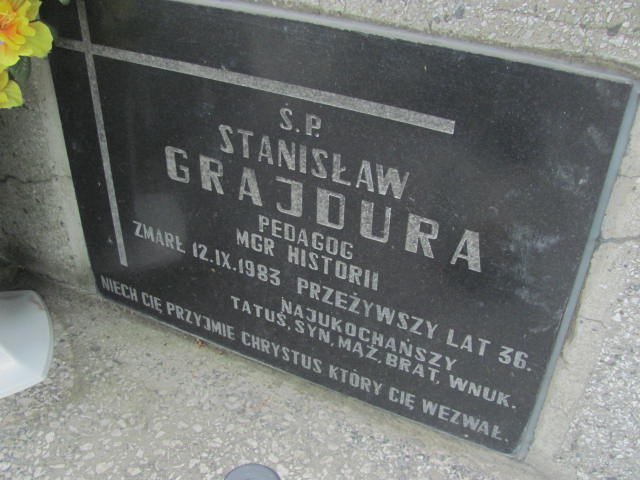 Ś.P.
STANISŁAW
GRAJDURA
PEDAGOG
MGR HISTORII
ZMARŁ 12.IX.1983 PRZEŻYWSZY LAT 36.
NAJUKOCHAŃSZY
TATUŚ, SYN, MĄŻ, BRAT, WNUK.
NIECH CIĘ PRZYJMIE CHRYSTUS KTÓRY CIĘ WEZWAŁ.